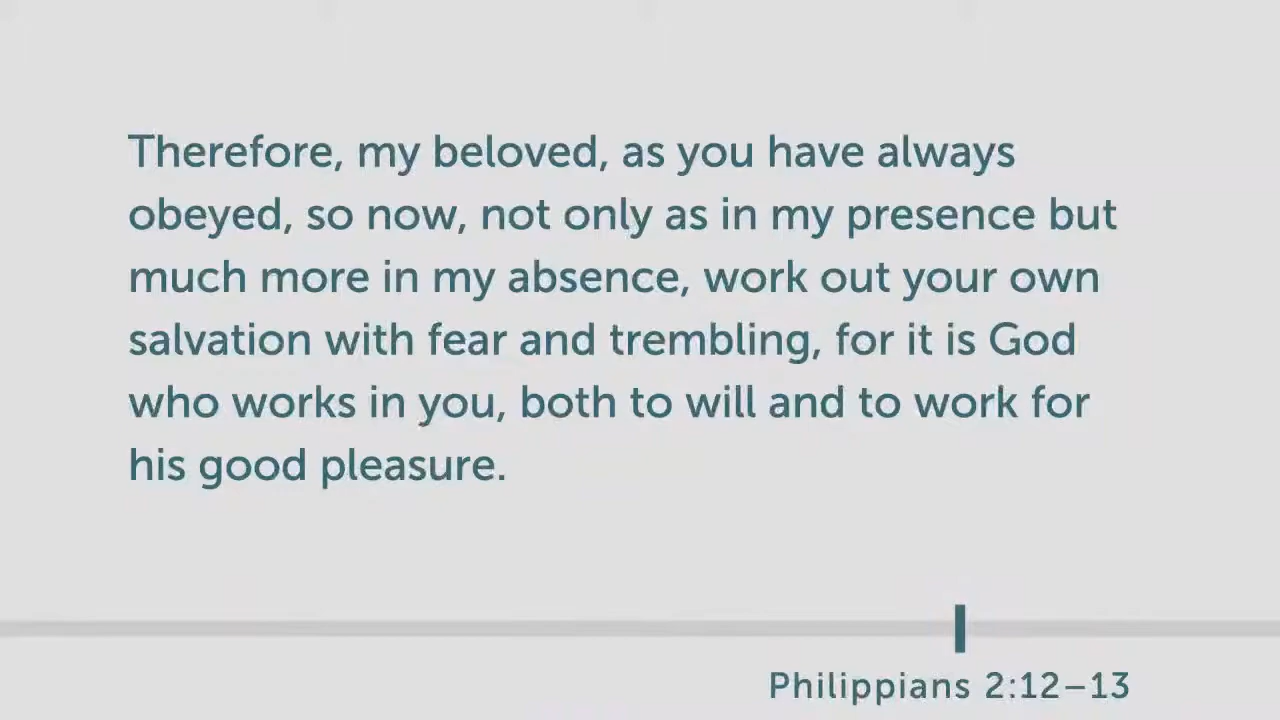 Therefore, my beloved, as you have always
obeyed, so now, not only as in my presence but
much more in my absence, work out your own
salvation with fear and trembling, for it is God
who works in you, both to will and to work for
his good pleasure.
Philippians 2:12–13